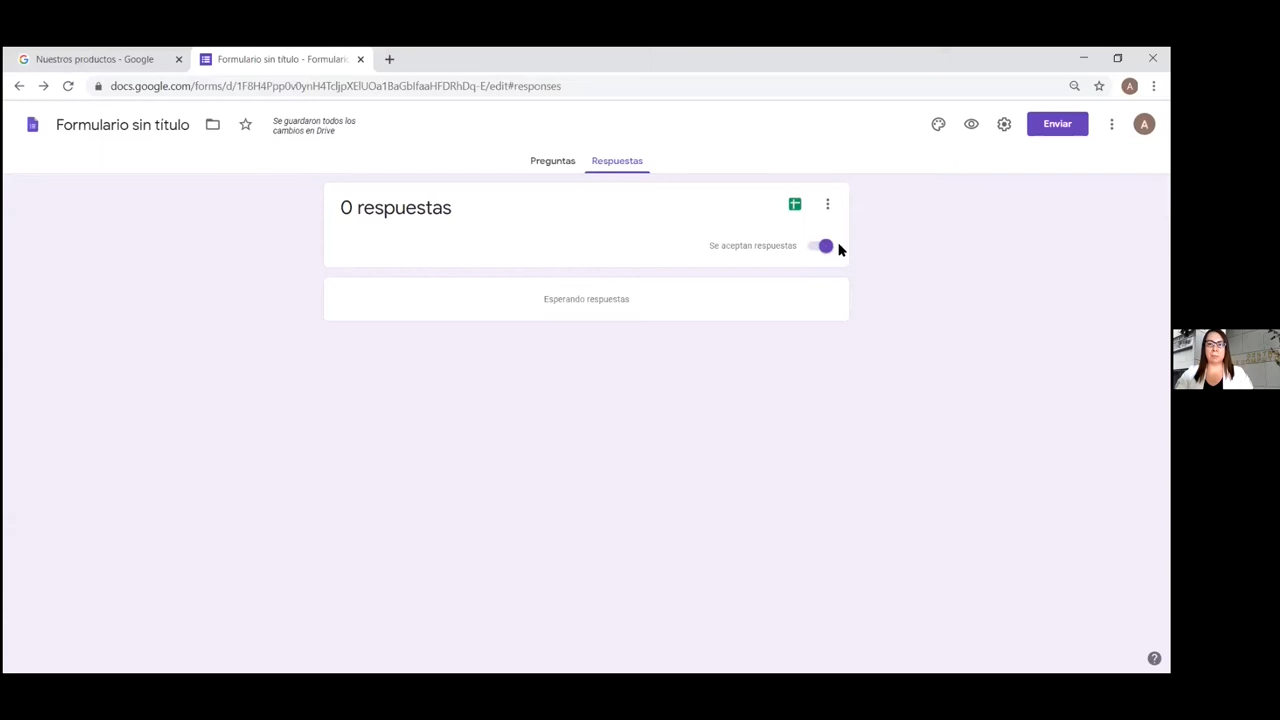 Nuestros productos - Google
Formulario sin título - Formulario
docs.google.com/forms/d/1F8H4Ppp0v0ynH4TcljpXElUOa1BaGbIfaaHFDRhDq-E/edit#responses
A
Formulario sin título
Se guardaron todos los
cambios en Drive
Enviar
A
Preguntas
Respuestas
0 respuestas
Se aceptan respuestas
Esperando respuestas